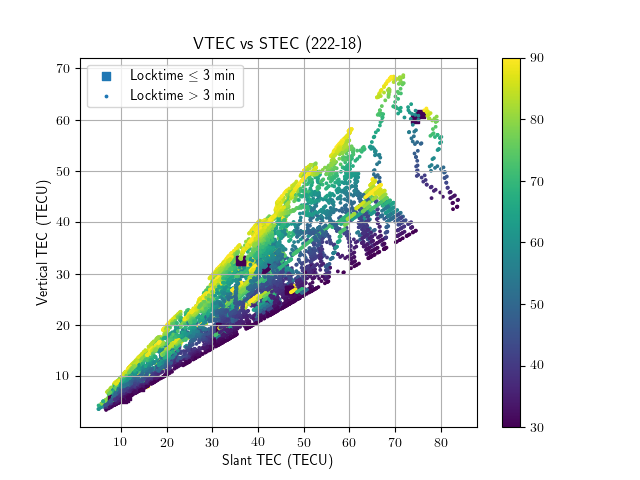 VTEC vs STEC (222-18)
Locktime ≤ 3 min
Locktime > 3 min
70
60
50
40
30
20
10
Vertical TEC (TECU)
10 20 30 40 50 60 70 80
Slant TEC (TECU)
90
80
70
60
50
40
30